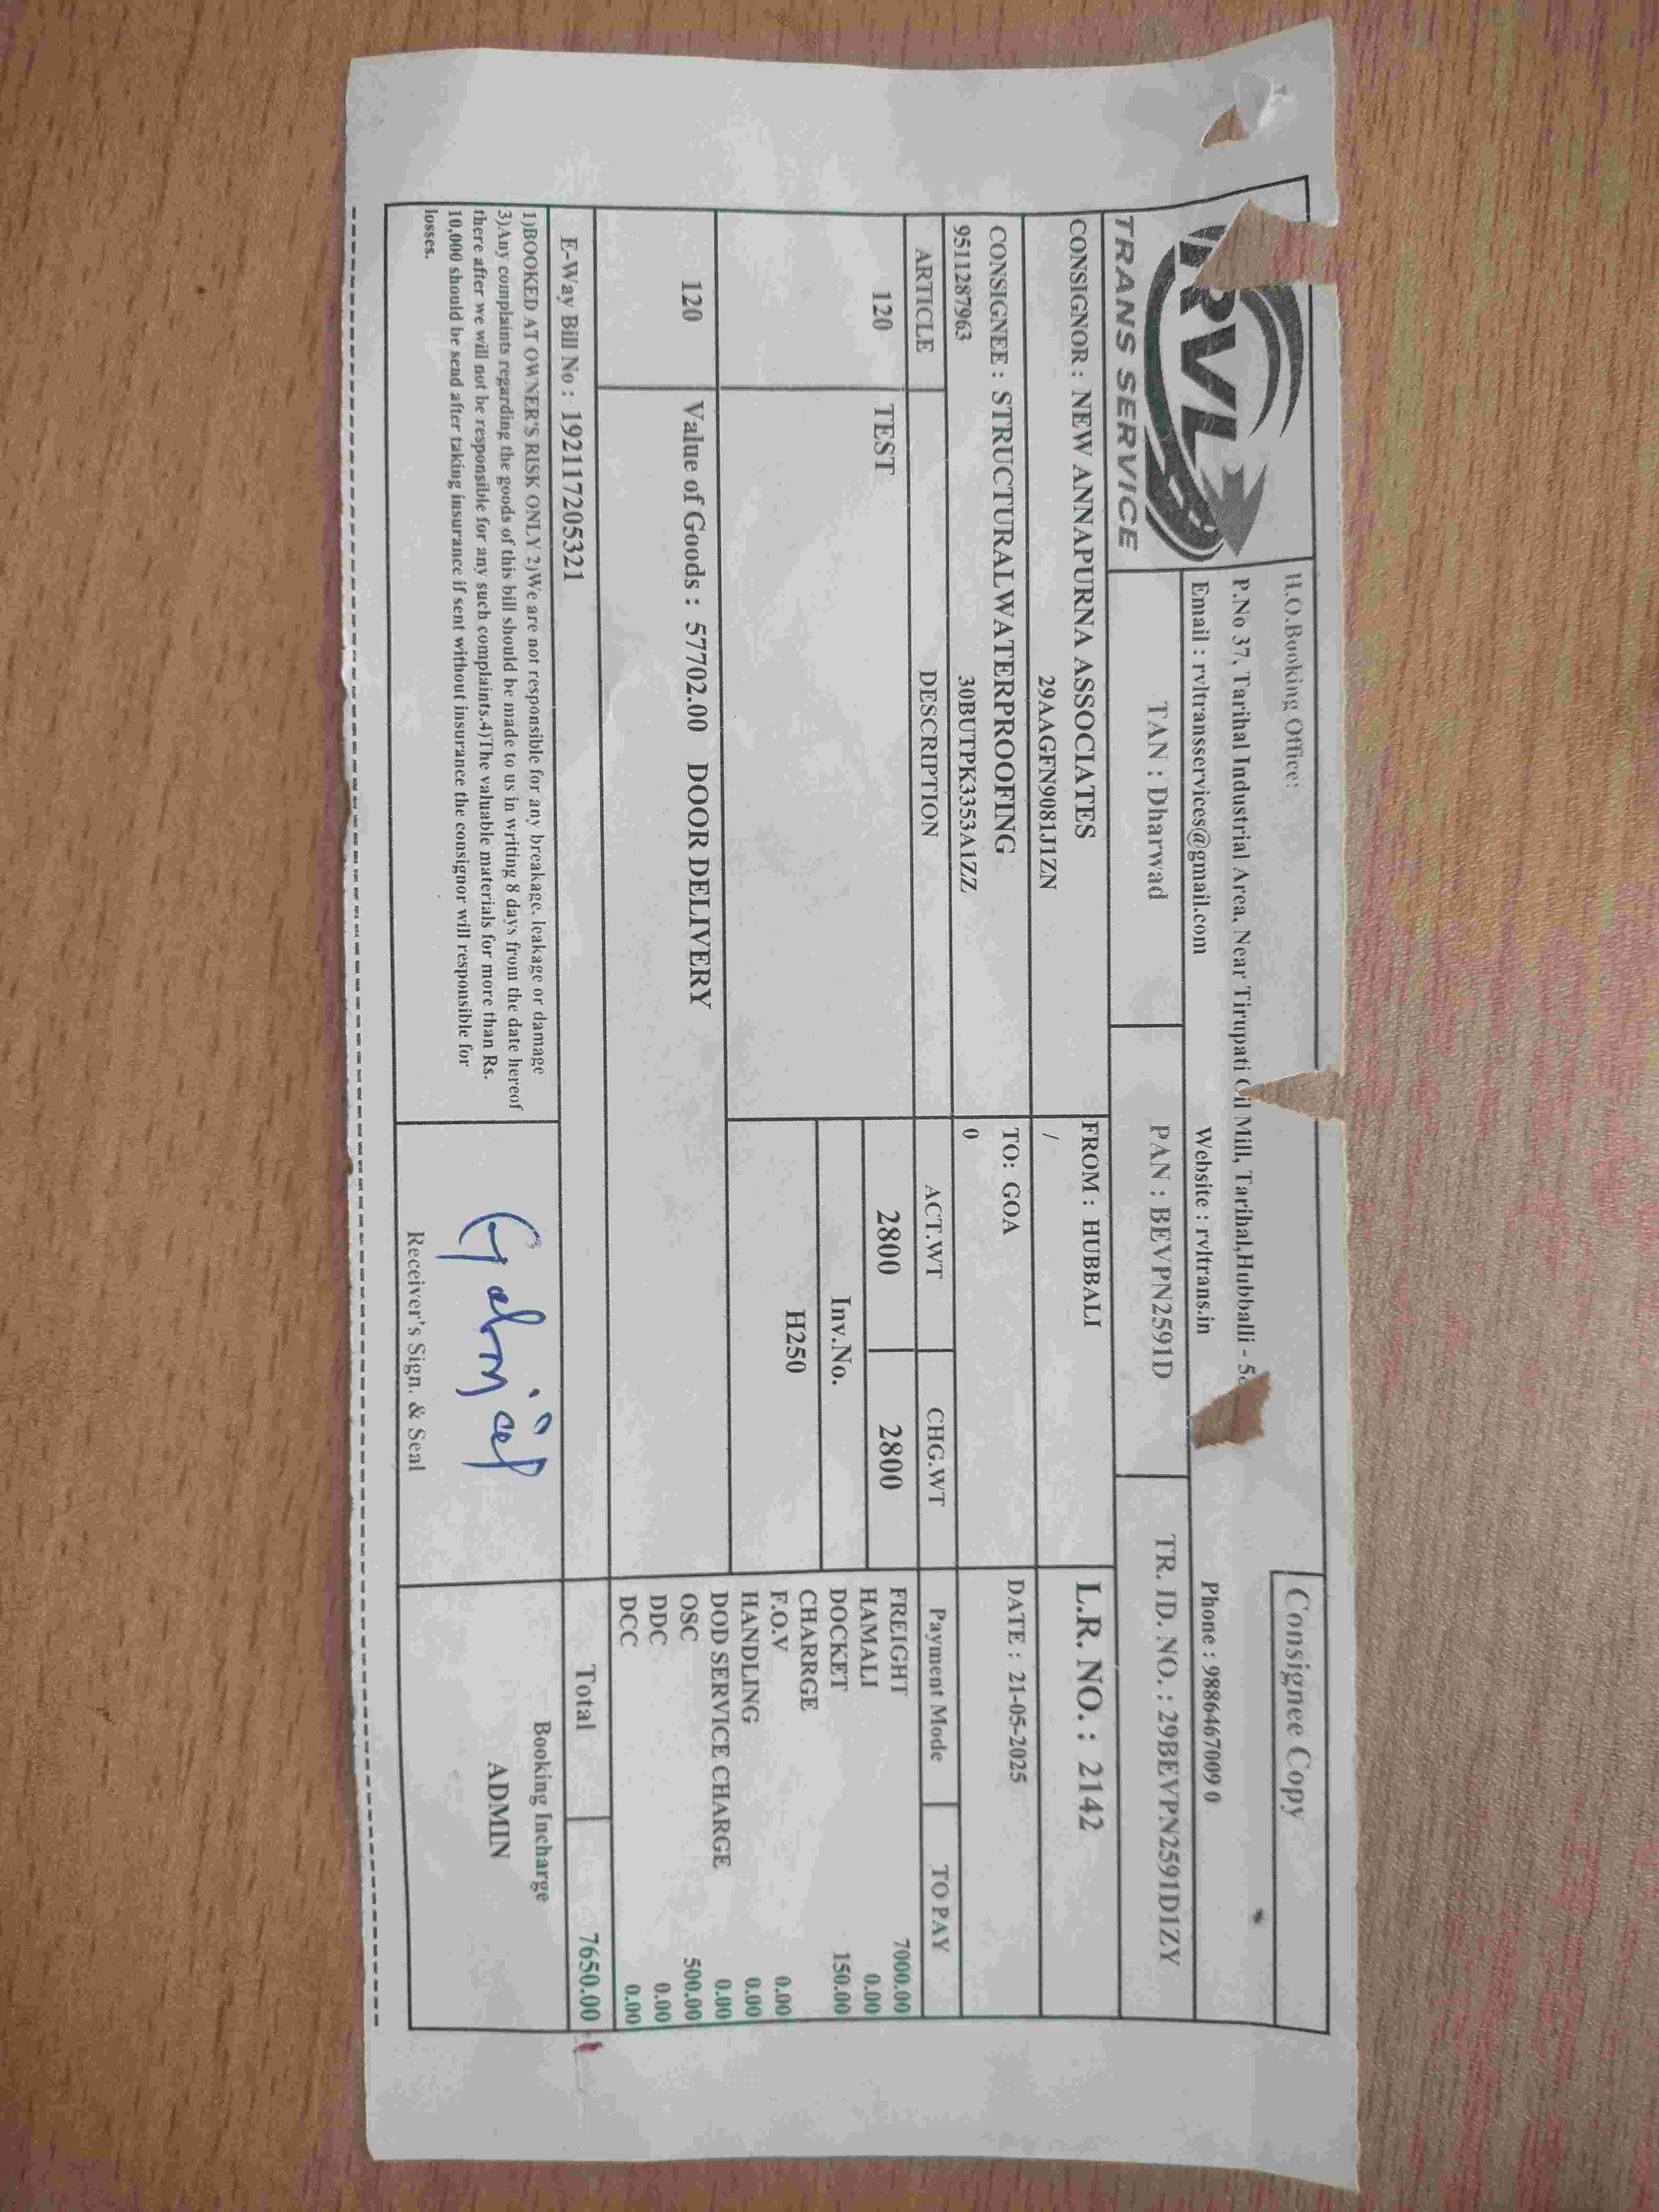 Consignee Copy
H.O.Booking Office:
P.No 37, Tarihal Industrial Area, Near Tirupati Oil Mill, Tarihal,Hubballi -
Email : rvltransservices@gmail.com Website : rvltrans.in Phone : 9886467009 0
RVL
TRANS SERVICE
TAN : Dharwad PAN : BEVPN2591D TR. ID. NO. : 29BEVPN2591D1ZY
CONSIGNOR : NEW ANNAPURNA ASSOCIATES FROM : HUBBALI L.R. NO. : 2142
29AAGFN9081J1ZN /
CONSIGNEE : STRUCTURALWATERPROOFING TO: GOA DATE : 21-05-2025
9511287963 30BUTPK3353A1ZZ 0
ARTICLE DESCRIPTION ACT.WT CHG.WT Payment Mode TO PAY
120 TEST 2800 2800 FREIGHT 7000.00
HAMALI 0.00
Inv.No. DOCKET 150.00
CHARRGE
H250 F.O.V 0.00
HANDLING 0.00
DOD SERVICE CHARGE 0.00
120 Value of Goods : 57702.00 DOOR DELIVERY OSC 500.00
DDC 0.00
DCC 0.00
E-Way Bill No : 192117205321 Total 7650.00
1)BOOKED AT OWNER'S RISK ONLY 2)We are not responsible for any breakage, leakage or damage
3)Any complaints regarding the goods of this bill should be made to us in writing 8 days from the date hereof
there after we will not be responsible for any such complaints.4)The valuable materials for more than Rs.
10,000 should be send after taking insurance if sent without insurance the consignor will responsible for
losses.
Receiver's Sign. & Seal
Booking Incharge
ADMIN